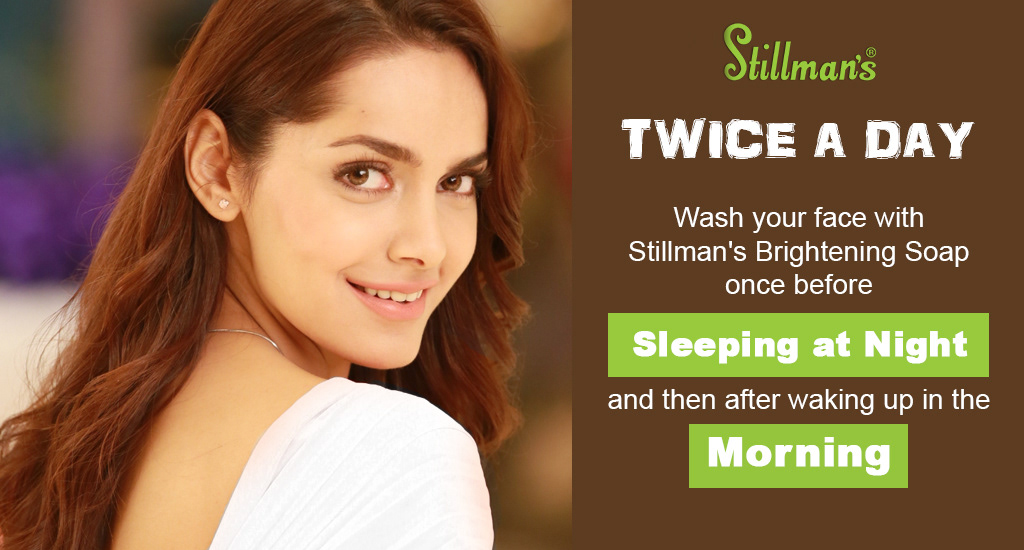 Stillman's®
TWICE A DAY
Wash your face with
Stillman's Brightening Soap
once before
Sleeping at Night
and then after waking up in the
Morning